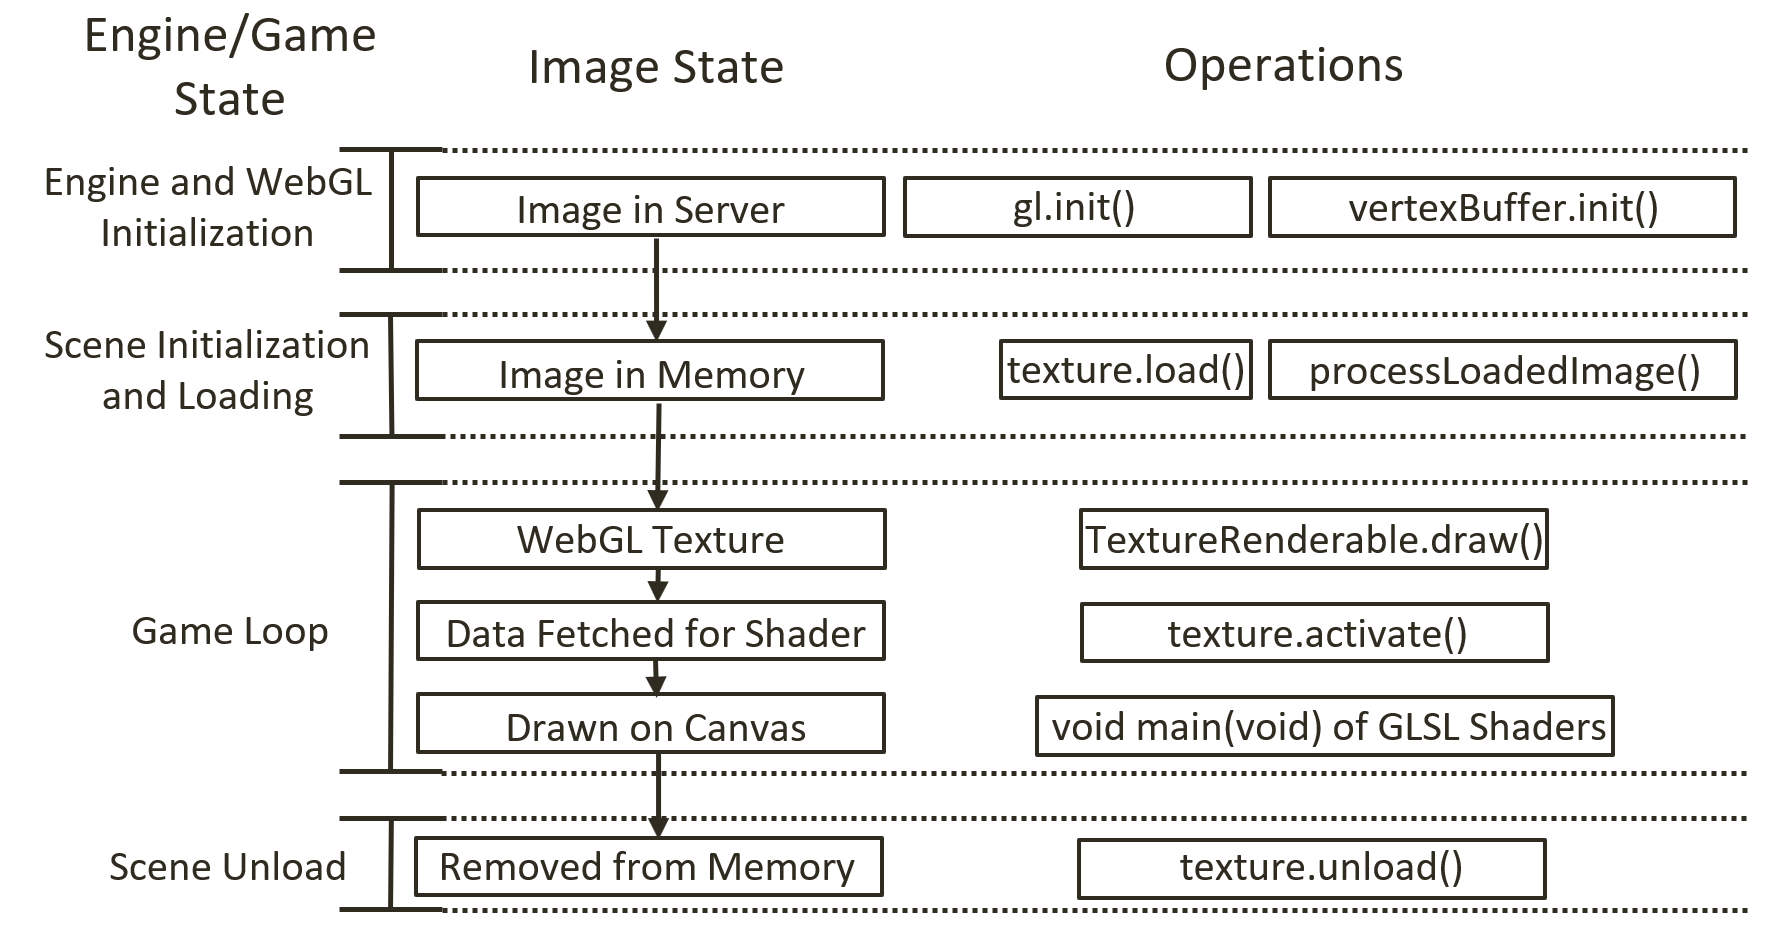 Engine/Game
State
Image State
Operations
Engine and WebGL
Initialization
Image in Server
gl.init()
vertexBuffer.init()
Scene Initialization
and Loading
Image in Memory
texture.load()
processLoadedImage()
Game Loop
WebGL Texture
TextureRenderable.draw()
Data Fetched for Shader
texture.activate()
Drawn on Canvas
void main(void) of GLSL Shaders
Scene Unload
Removed from Memory
texture.unload()